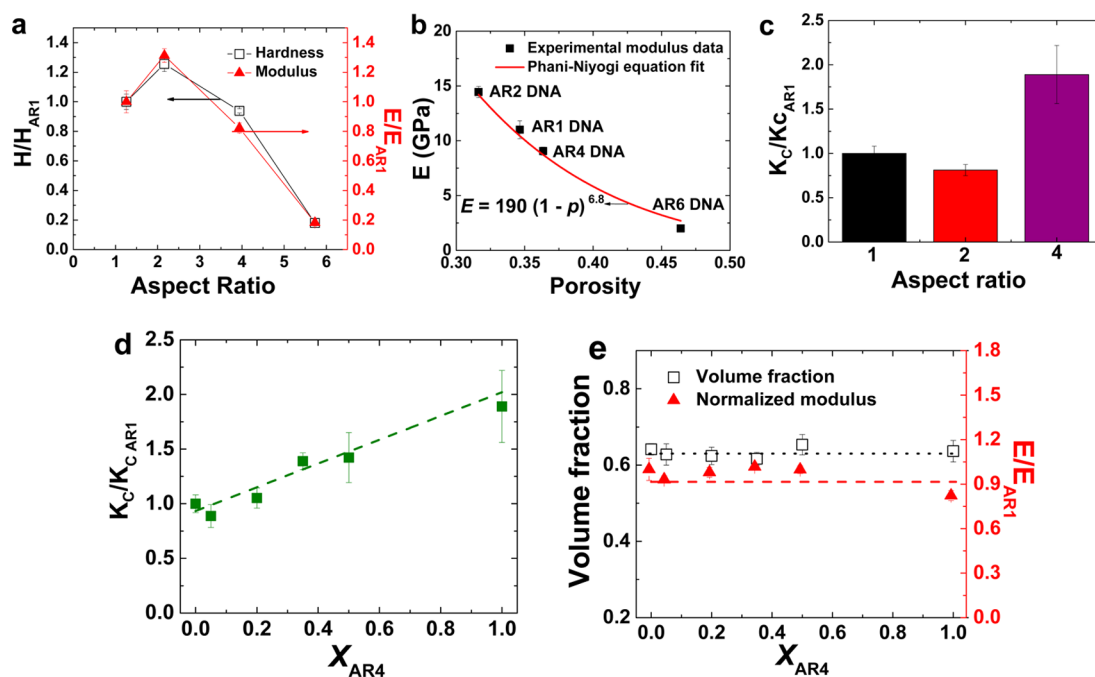 a
1.4
1.2
1.0
0.8
0.6
0.4
0.2
0.0
H/H_AR1
Hardness
Modulus
1.4
1.2
1.0
0.8
0.6
0.4
0.2
0.0
E/E_AR1
0 1 2 3 4 5 6
Aspect Ratio
b
20
15
10
5
0
E (GPa)
Experimental modulus data
Phani-Niyogi equation fit
AR2 DNA
AR1 DNA
AR4 DNA
AR6 DNA
E = 190 (1 - p)^6.8
0.30 0.35 0.40 0.45
Porosity
c
2.5
2.0
1.5
1.0
0.5
0.0
K_C/Kc_AR1
1 2 4
Aspect ratio
d
2.5
2.0
1.5
1.0
0.5
0.0
K_C/K_C AR1
0.0 0.2 0.4 0.6 0.8 1.0
X_AR4
e
0.8
0.6
0.4
0.2
Volume fraction
Volume fraction
Normalized modulus
1.8
1.5
1.2
0.9
0.6
0.3
0.0
E/E_AR1
0.0 0.2 0.4 0.6 0.8 1.0
X_AR4